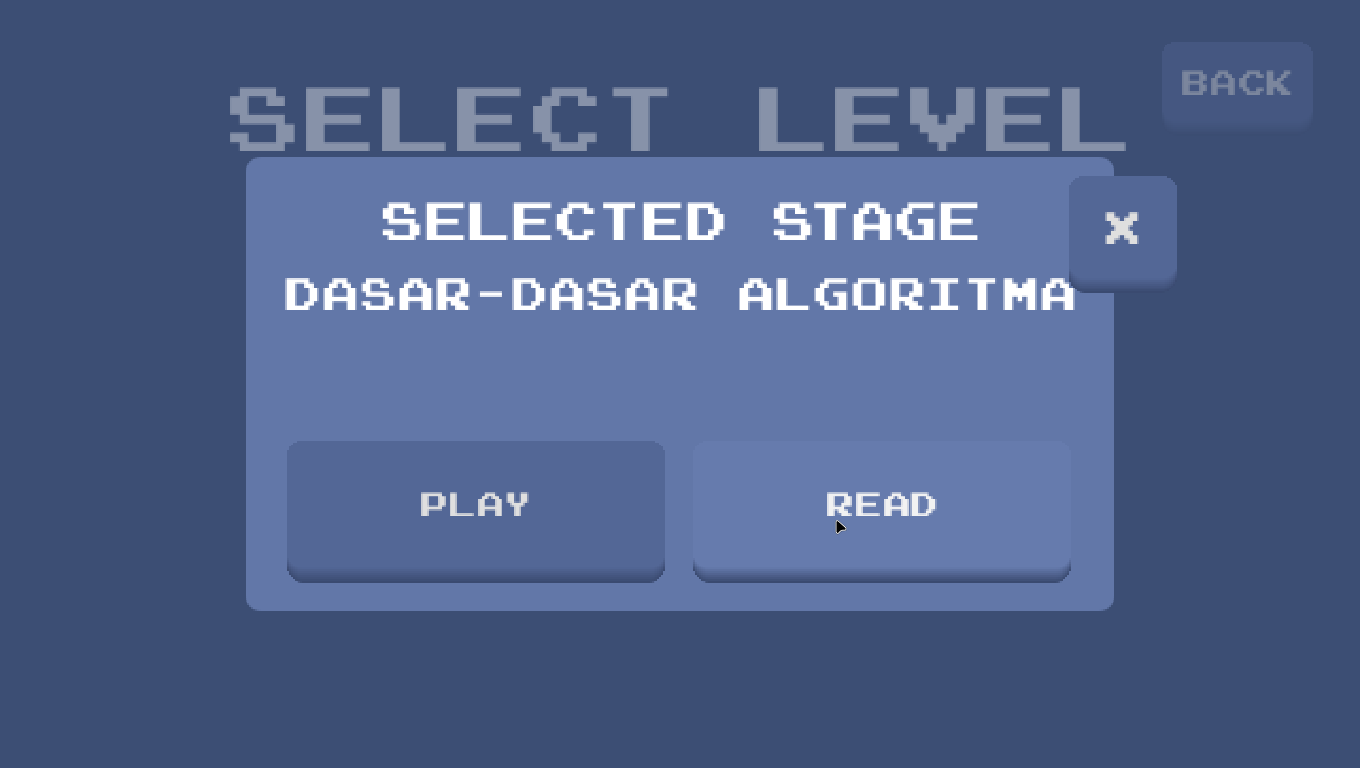 BACK
SELECT LEVEL
SELECTED STAGE
X
DASAR-DASAR ALGORITMA
PLAY
READ